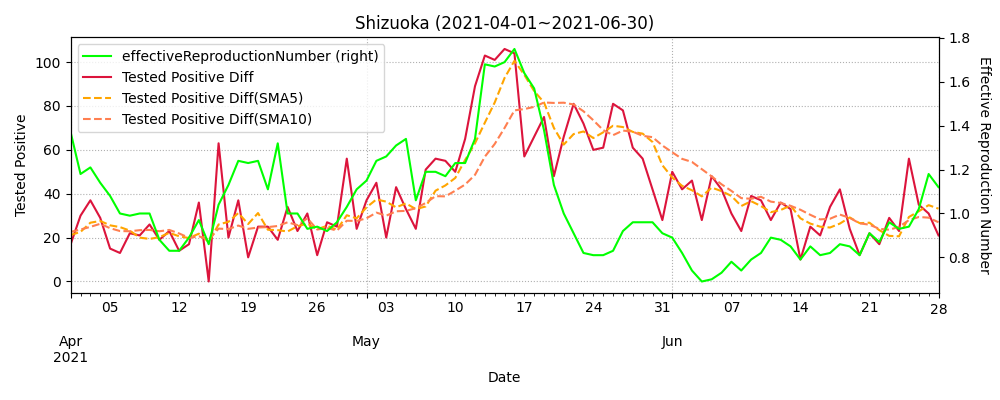 Shizuoka (2021-04-01~2021-06-30)
effectiveReproductionNumber (right)
Tested Positive Diff
Tested Positive Diff(SMA5)
Tested Positive Diff(SMA10)
Tested Positive
100
80
60
40
20
0
1.8
1.6
1.4
1.2
1.0
0.8
Effective Reproduction Number
05 12 19 26 03 10 17 24 31 07 14 21 28
Apr May Jun
2021
Date